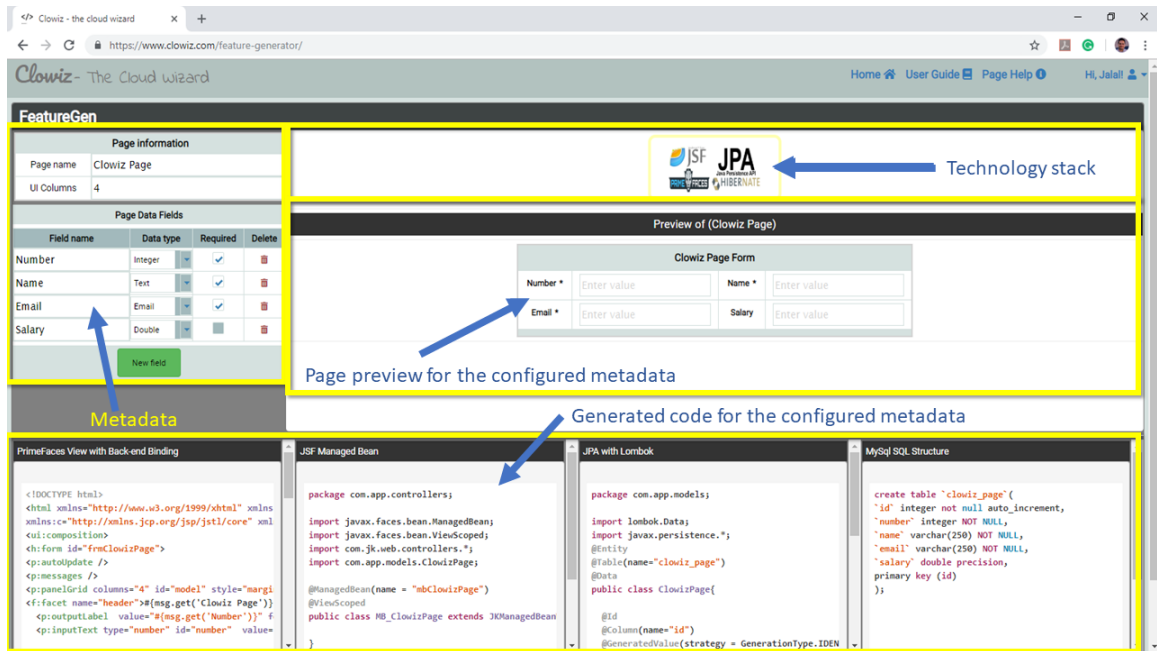 </> Clowiz - the cloud wizard
https://www.clowiz.com/feature-generator/
Clowiz - The Cloud wizard
Home User Guide Page Help Hi, Jalal!
FeatureGen
Page information
Page name Clowiz Page
UI Columns 4
Page Data Fields
Field name Data type Required Delete
Number Integer
Name Text
Email Email
Salary Double
New field
Metadata
JSF JPA
Java Persistence API
PRIME FACES HIBERNATE
Technology stack
Preview of (Clowiz Page)
Clowiz Page Form
Number * Enter value Name * Enter value
Email * Enter value Salary Enter value
Page preview for the configured metadata
Generated code for the configured metadata
PrimeFaces View with Back-end Binding
<!DOCTYPE html>
<html xmlns="http://www.w3.org/1999/xhtml" xmlns
xmlns:c="http://xmlns.jcp.org/jsp/jstl/core" xml
<ui:composition>
<h:form id="frmClowizPage">
<p:autoUpdate />
<p:messages />
<p:panelGrid columns="4" id="model" style="margi
<f:facet name="header">#{msg.get('Clowiz Page')}
<p:outputLabel value="#{msg.get('Number')}" f
<p:inputText type="number" id="number" value=
JSF Managed Bean
package com.app.controllers;
import javax.faces.bean.ManagedBean;
import javax.faces.bean.ViewScoped;
import com.jk.web.controllers.*;
import com.app.models.ClowizPage;
@ManagedBean(name = "mbClowizPage")
@ViewScoped
public class MB_ClowizPage extends JKManagedBean
}
JPA with Lombok
package com.app.models;
import lombok.Data;
import javax.persistence.*;
@Entity
@Table(name="clowiz_page")
@Data
public class ClowizPage{
@Id
@Column(name="id")
@GeneratedValue(strategy = GenerationType.IDEN
MySql SQL Structure
create table `clowiz_page`(
`id` integer not null auto_increment,
`number` integer NOT NULL,
`name` varchar(250) NOT NULL,
`email` varchar(250) NOT NULL,
`salary` double precision,
primary key (id)
);